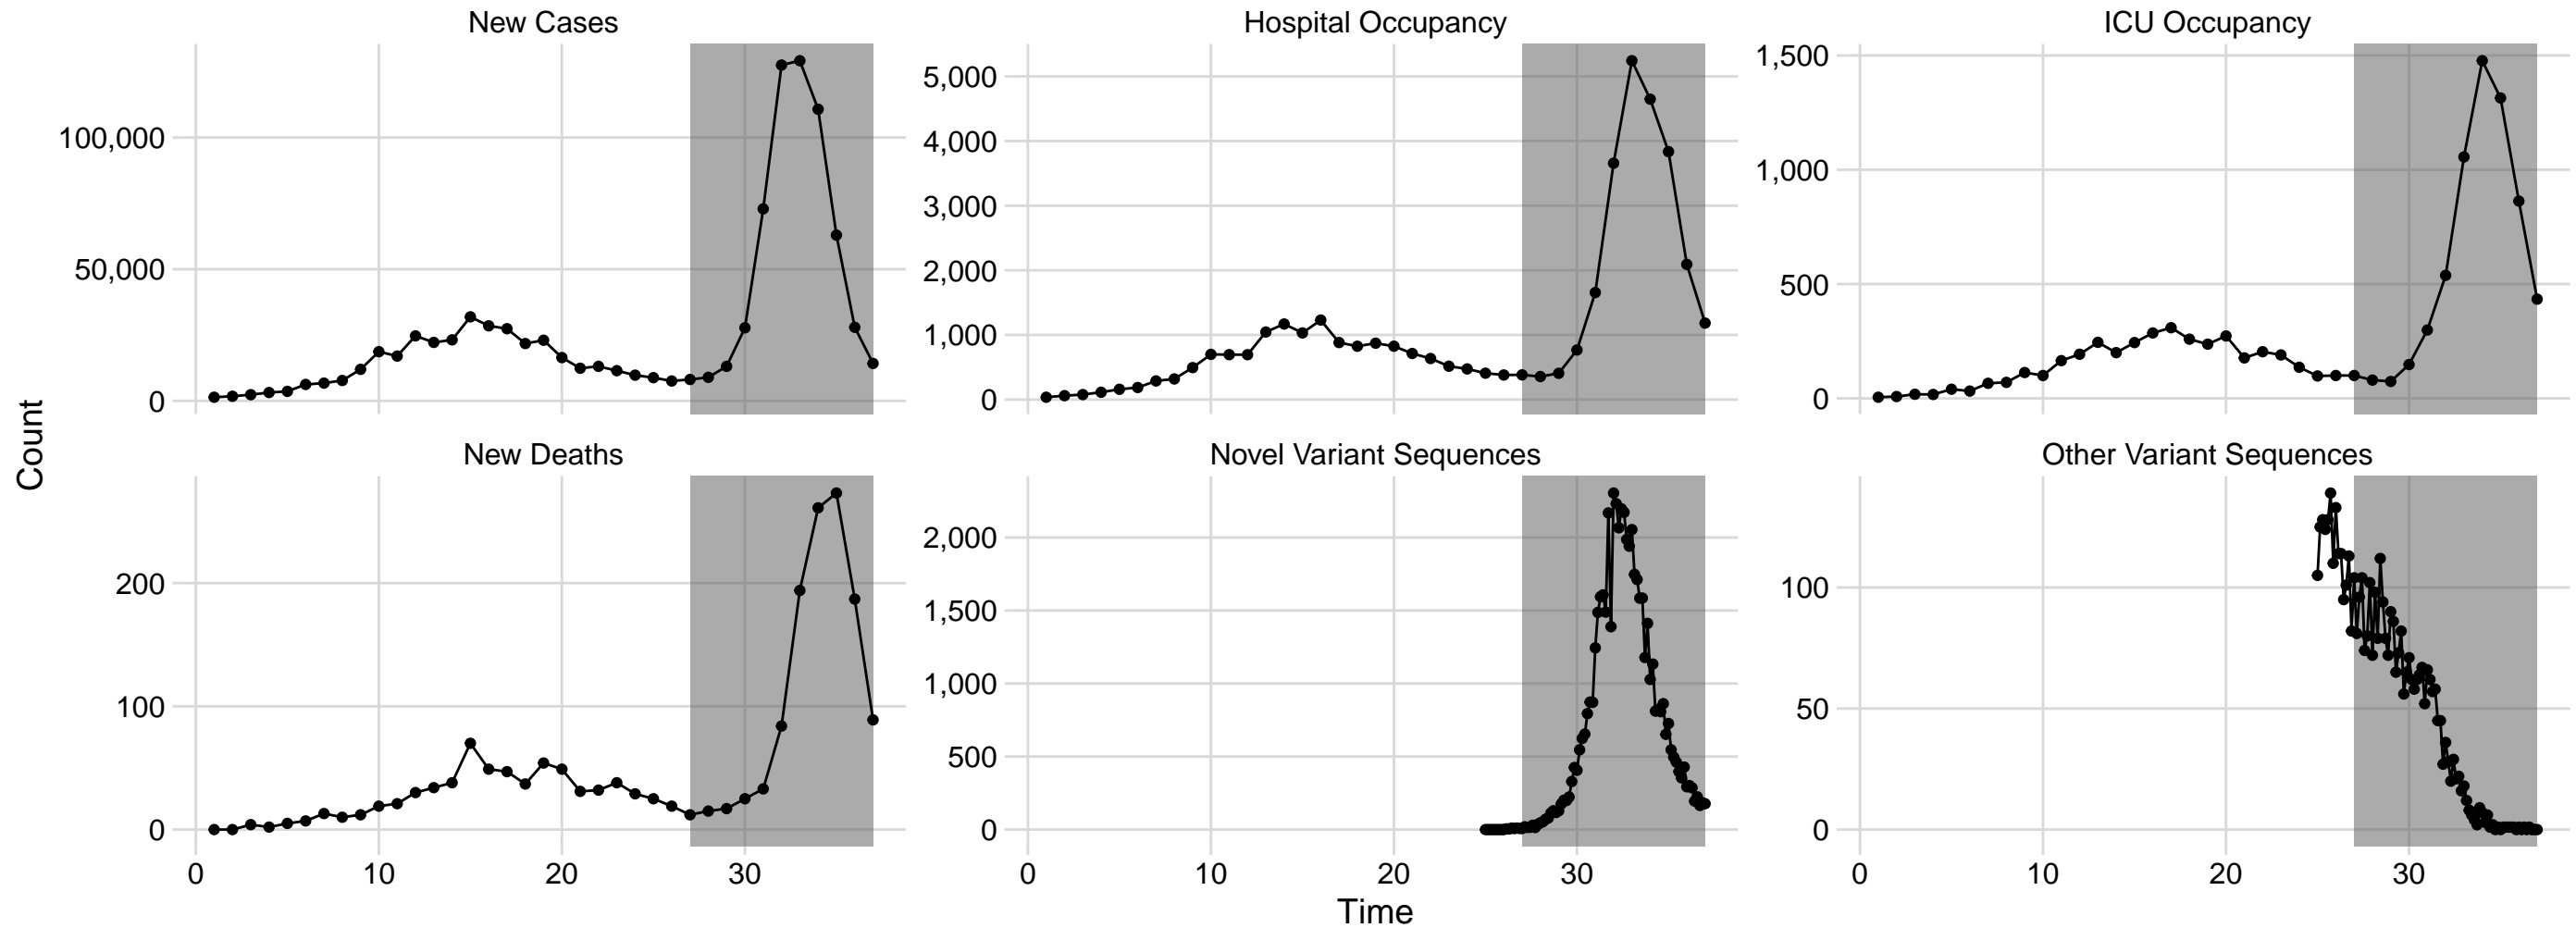 New Cases
Hospital Occupancy
ICU Occupancy
100,000
50,000
0
5,000
4,000
3,000
2,000
1,000
0
1,500
1,000
500
0
Count
New Deaths
Novel Variant Sequences
Other Variant Sequences
200
100
0
2,000
1,500
1,000
500
0
100
50
0
0 10 20 30
0 10 20 30
0 10 20 30
Time